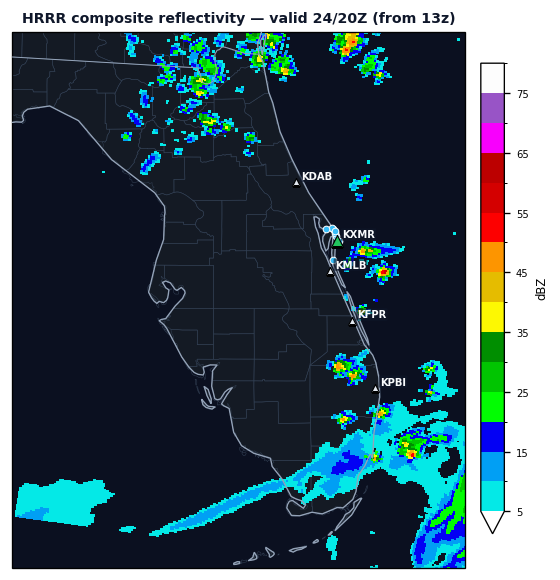 HRRR composite reflectivity — valid 24/20Z (from 13z)
KDAB
KXMR
KMLB
KFPR
KPBI
75
65
55
45
35
25
15
5
dBZ